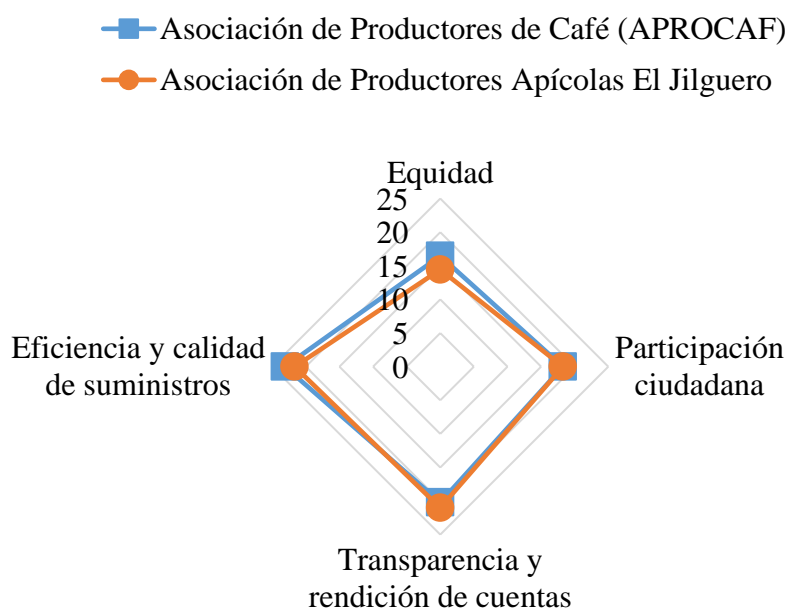 Asociación de Productores de Café (APROCAF)
Asociación de Productores Apícolas El Jilguero
Equidad
25
20
15
10
5
0
Eficiencia y calidad
de suministros
Participación
ciudadana
Transparencia y
rendición de cuentas